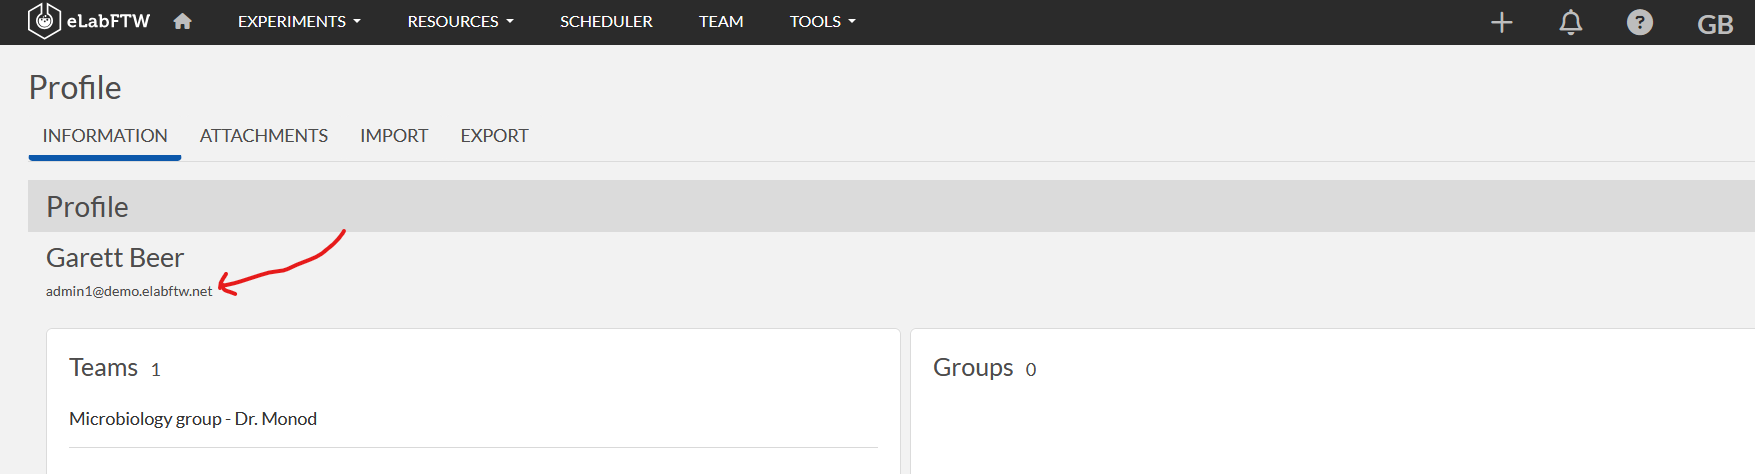 eLabFTW EXPERIMENTS RESOURCES SCHEDULER TEAM TOOLS ? GB
Profile
INFORMATION ATTACHMENTS IMPORT EXPORT
Profile
Garett Beer
admin1@demo.elabftw.net
Teams 1
Groups 0
Microbiology group - Dr. Monod